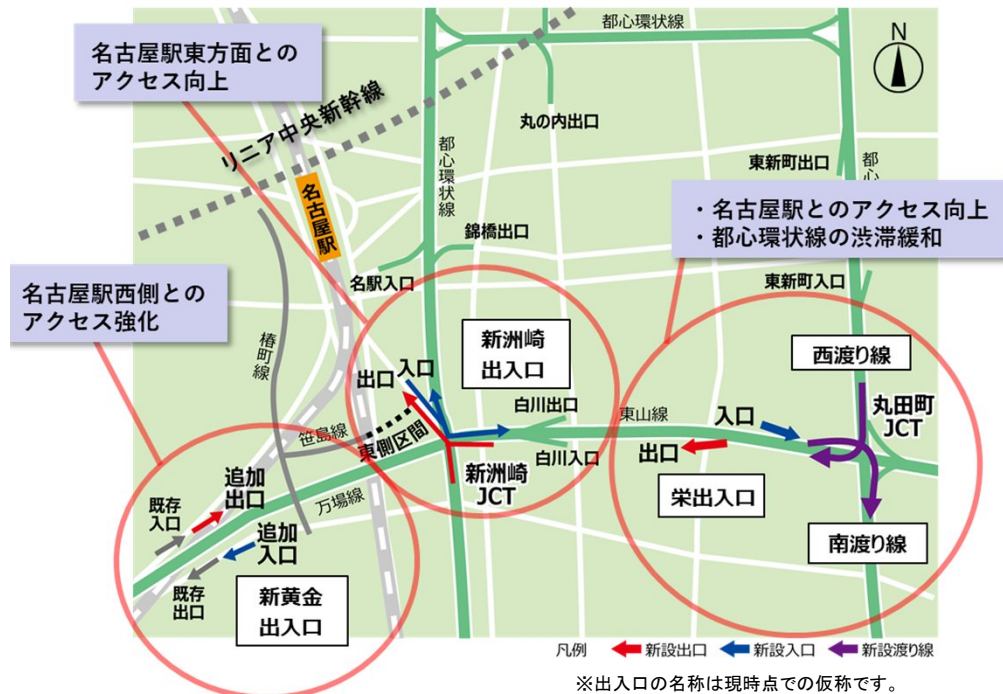 都心環状線
N
名古屋駅東方面との
アクセス向上
リニア中央新幹線
丸の内出口
都心環状線
東新町出口
都心
名古屋駅
・名古屋駅とのアクセス向上
・都心環状線の渋滞緩和
錦橋出口
名駅入口
東新町入口
名古屋駅西側との
アクセス強化
椿町線
新洲崎
出入口
西渡り線
入口
出口
白川出口
東山線
入口
丸田町
JCT
笹島線
東側区間
白川入口
出口
新洲崎
JCT
栄出入口
追加
出口
既存
入口
万場線
追加
入口
南渡り線
既存
出口
新黄金
出入口
凡例
新設出口
新設入口
新設渡り線
※出入口の名称は現時点での仮称です。